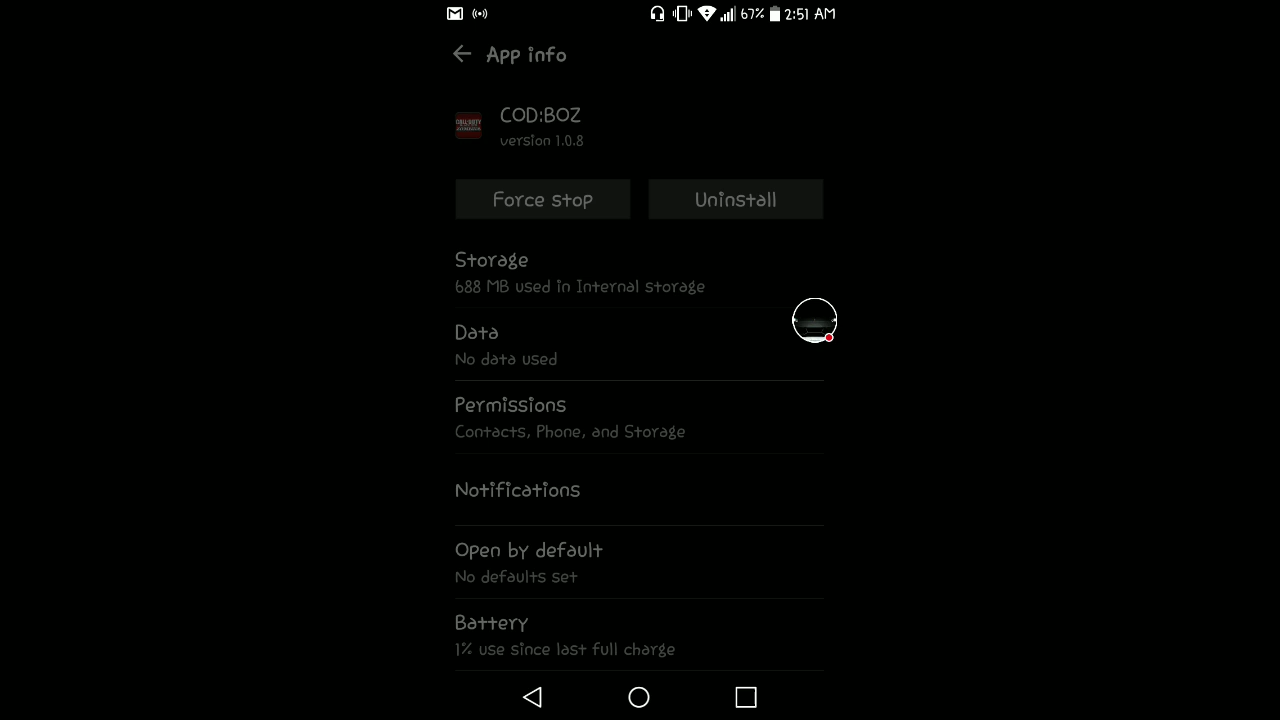 67% 2:51 AM
App info
COD:BOZ
version 1.0.8
Force stop
Uninstall
Storage
688 MB used in Internal storage
Data
No data used
Permissions
Contacts, Phone, and Storage
Notifications
Open by default
No defaults set
Battery
1% use since last full charge